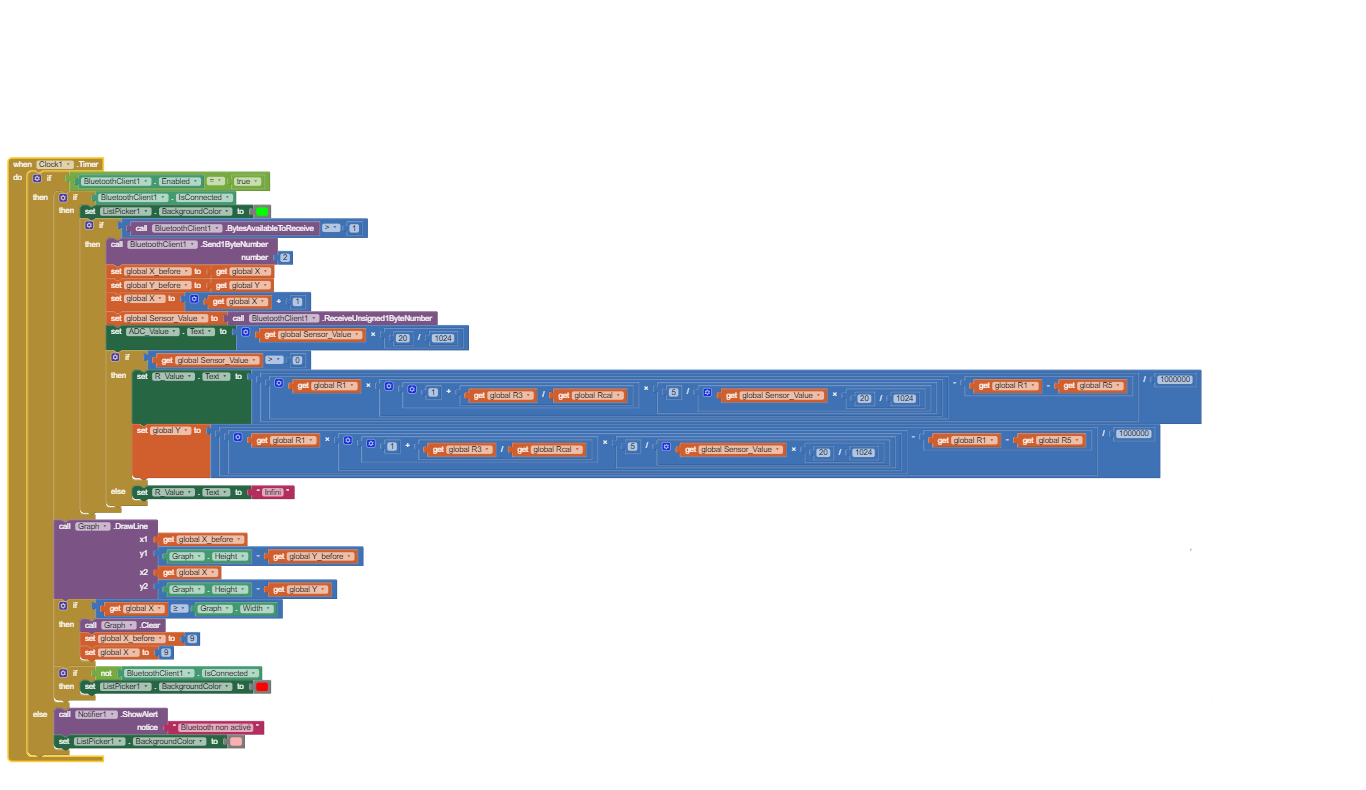 when Clock1 .Timer
do if BluetoothClient1 . Enabled = true
then if BluetoothClient1 . IsConnected
then set ListPicker1 . BackgroundColor to
if call BluetoothClient1 .BytesAvailableToReceive > 1
then call BluetoothClient1 .Send1ByteNumber
number 2
set global X_before to get global X
set global Y_before to get global Y
set global X to get global X + 1
set global Sensor_Value to call BluetoothClient1 .ReceiveUnsigned1ByteNumber
set ADC_Value . Text to get global Sensor_Value × 20 / 1024
if get global Sensor_Value > 0
then set R_Value . Text to get global R1 × 1 + get global R3 / get global Rcal × 5 / get global Sensor_Value × 20 / 1024 - get global R1 - get global R5 / 1000000
set global Y to get global R1 × 1 + get global R3 / get global Rcal × 5 / get global Sensor_Value × 20 / 1024 - get global R1 - get global R5 / 1000000
else set R_Value . Text to " Infini "
call Graph .DrawLine
x1 get global X_before
y1 Graph . Height - get global Y_before
x2 get global X
y2 Graph . Height - get global Y
if get global X ≥ Graph . Width
then call Graph .Clear
set global X_before to 9
set global X to 9
if not BluetoothClient1 . IsConnected
then set ListPicker1 . BackgroundColor to
else call Notifier1 .ShowAlert
notice " Bluetooth non activé "
set ListPicker1 . BackgroundColor to